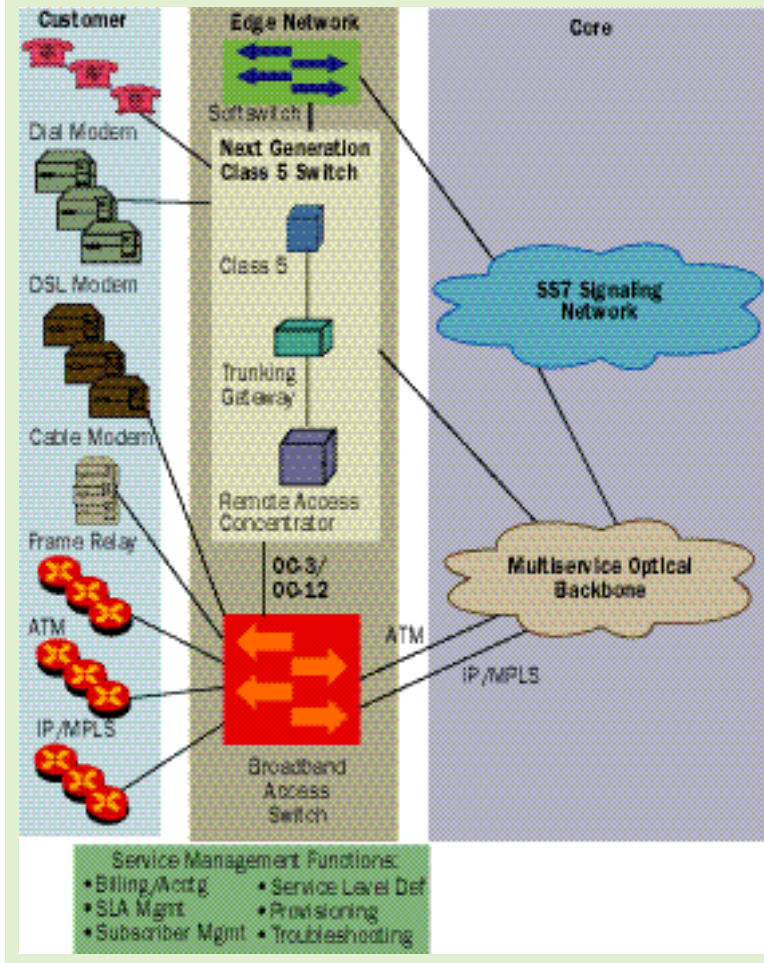 Customer
Edge Network
Core
Softswitch
Dial Modem
Next Generation
Class 5 Switch
Class 5
DSL Modem
SS7 Signaling
Network
Trunking
Gateway
Cable Modem
Remote Access
Concentrator
Frame Relay
OC-3/
OC-12
Multiservice Optical
Backbone
ATM
ATM
IP/MPLS
IP/MPLS
Broadband
Access
Switch
Service Management Functions:
• Billing/Acctg
• Service Level Def
• SLA Mgmt
• Provisioning
• Subscriber Mgmt
• Troubleshooting